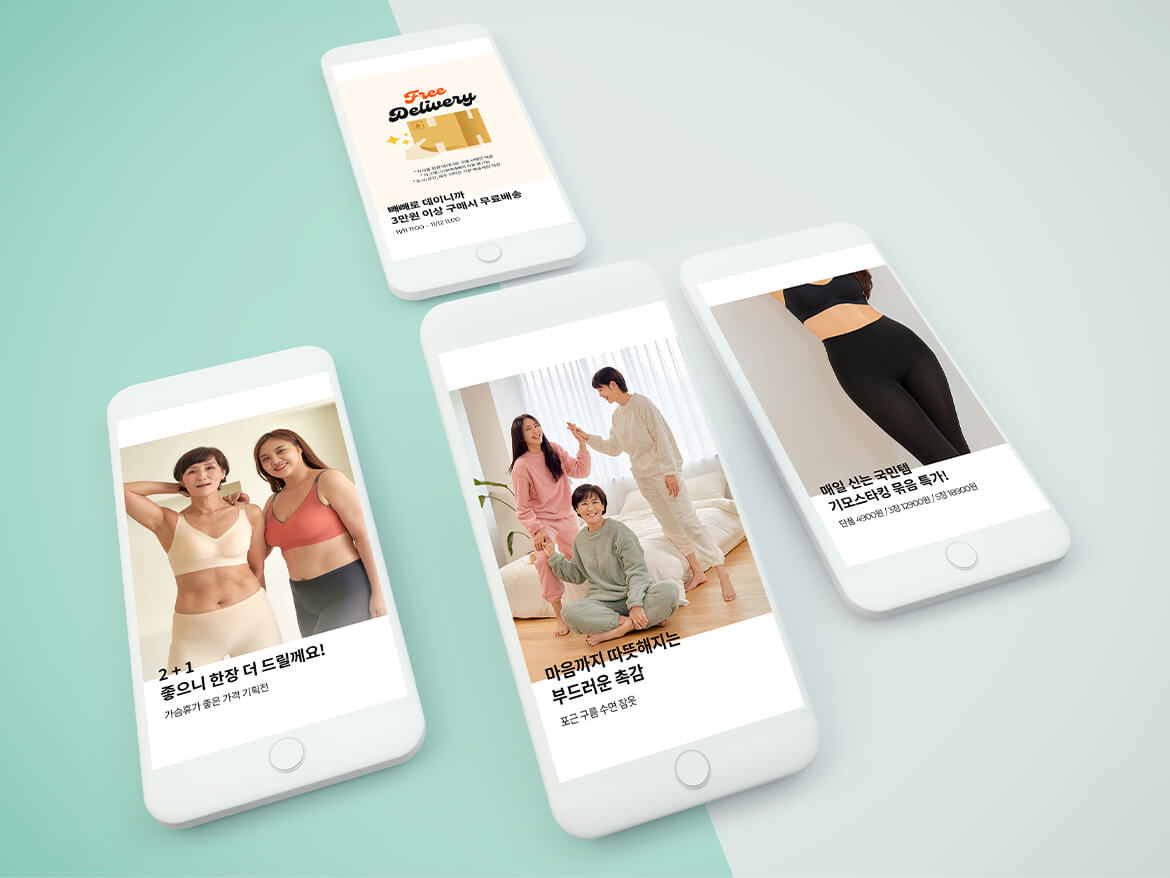 Free
Delivery
빼빼로 데이니까
3만원 이상 구매시 무료배송
11/11 11:00 ~ 11/12 11:00
매일 신는 국민템
기모스타킹 묶음 특가!
단품 4900원 / 3장 12900원 / 5장 18900원
마음까지 따뜻해지는
부드러운 촉감
포근 구름 수면 잠옷
2 + 1
좋으니 한장 더 드릴께요!
가슴휴가 좋은 가격 기획전